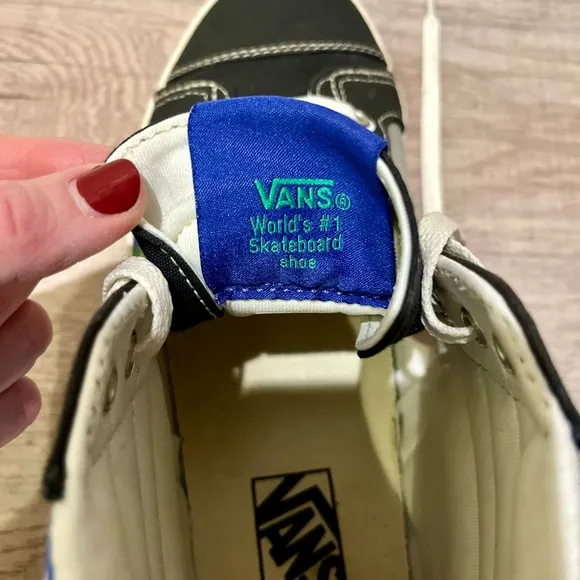 VANS®
World's #1
Skateboard
shoe
VANS